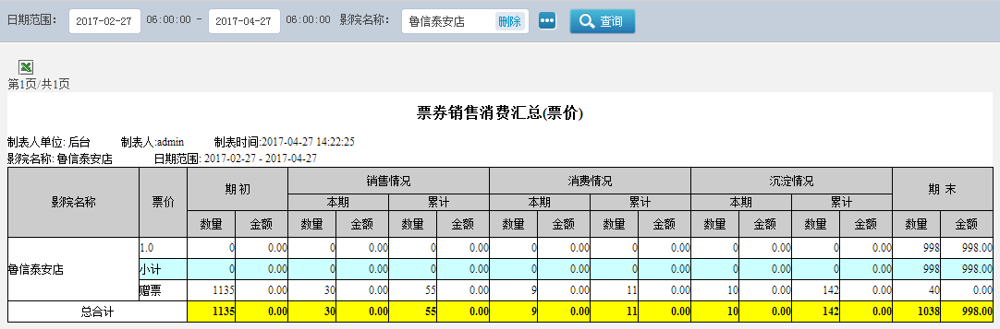 日期范围： 2017-02-27 06:00:00 - 2017-04-27 06:00:00 影院名称： 鲁信泰安店 删除 ••• 查询
第1页/共1页
票券销售消费汇总(票价)
制表人单位: 后台 制表人:admin 制表时间:2017-04-27 14:22:25
影院名称: 鲁信泰安店 日期范围: 2017-02-27 - 2017-04-27
影院名称 票价 期 初 销售情况 消费情况 沉淀情况 期 末
本期 累计 本期 累计 本期 累计
数量 金额 数量 金额 数量 金额 数量 金额 数量 金额 数量 金额 数量 金额 数量 金额
鲁信泰安店 1.0 0 0.00 0 0.00 0 0.00 0 0.00 0 0.00 0 0.00 0 0.00 998 998.00
小计 0 0.00 0 0.00 0 0.00 0 0.00 0 0.00 0 0.00 0 0.00 998 998.00
赠票 1135 0.00 30 0.00 55 0.00 9 0.00 11 0.00 10 0.00 142 0.00 40 0.00
总合计 1135 0.00 30 0.00 55 0.00 9 0.00 11 0.00 10 0.00 142 0.00 1038 998.00